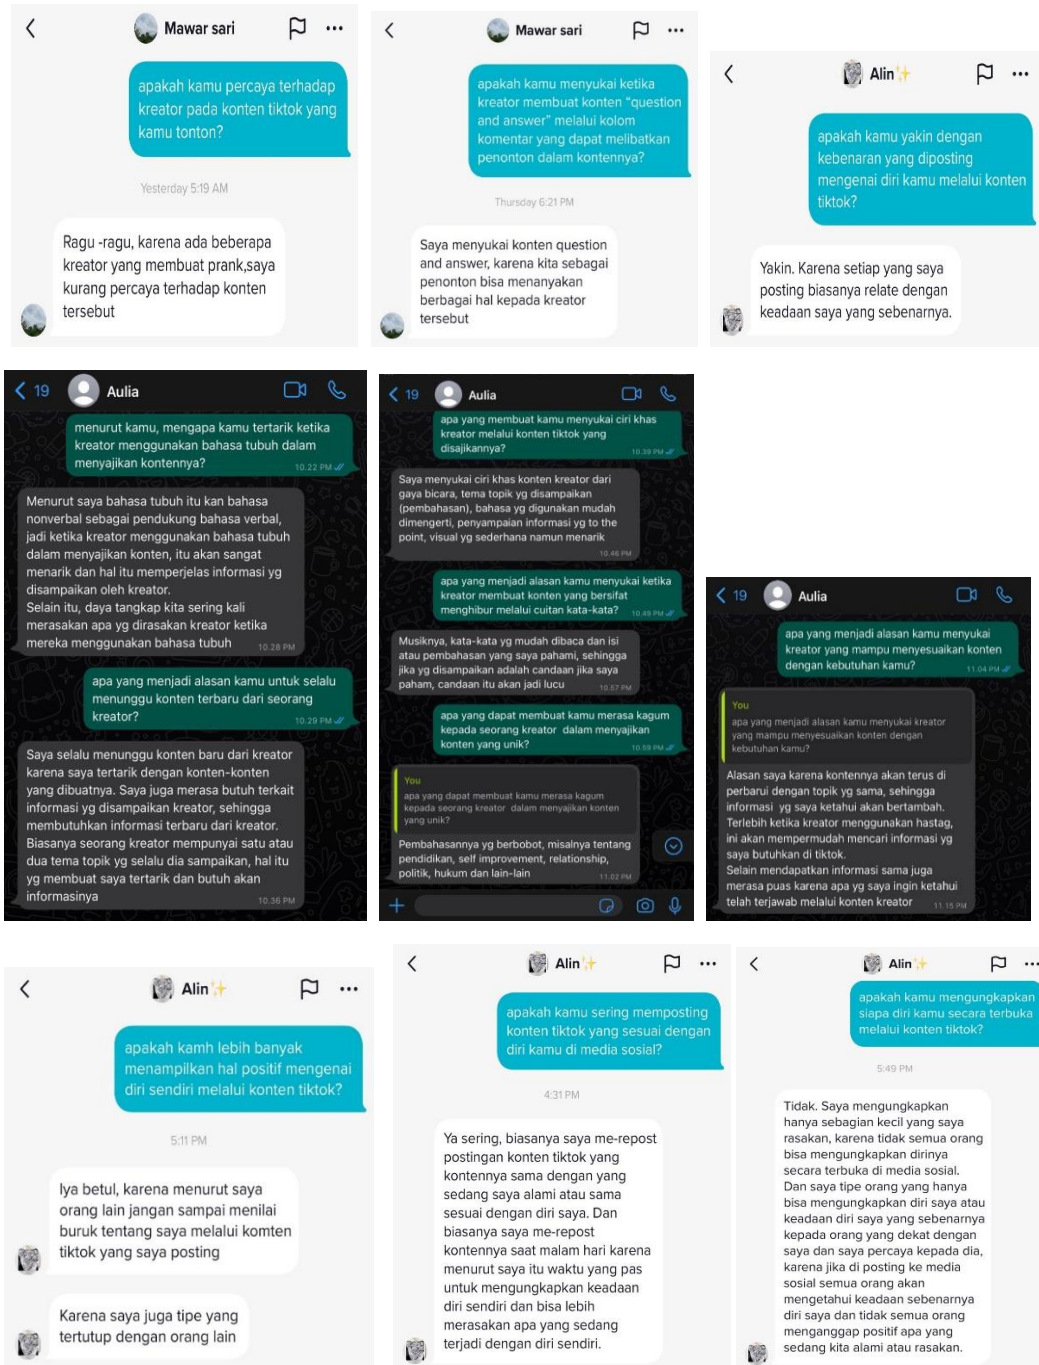 Mawar sari
apakah kamu percaya terhadap
kreator pada konten tiktok yang
kamu tonton?
Yesterday 5:19 AM
Ragu -ragu, karena ada beberapa
kreator yang membuat prank,saya
kurang percaya terhadap konten
tersebut
Mawar sari
apakah kamu menyukai ketika
kreator membuat konten “question
and answer” melalui kolom
komentar yang dapat melibatkan
penonton dalam kontennya?
Thursday 6:21 PM
Saya menyukai konten question
and answer, karena kita sebagai
penonton bisa menanyakan
berbagai hal kepada kreator
tersebut
Alin✨
apakah kamu yakin dengan
kebenaran yang diposting
mengenai diri kamu melalui konten
tiktok?
Yakin. Karena setiap yang saya
posting biasanya relate dengan
keadaan saya yang sebenarnya.
19 Aulia
menurut kamu, mengapa kamu tertarik ketika
kreator menggunakan bahasa tubuh dalam
menyajikan kontennya?
10.22 PM
Menurut saya bahasa tubuh itu kan bahasa
nonverbal sebagai pendukung bahasa verbal,
jadi ketika kreator menggunakan bahasa tubuh
dalam menyajikan konten, itu akan sangat
menarik dan hal itu memperjelas informasi yg
disampaikan oleh kreator.
Selain itu, daya tangkap kita sering kali
merasakan apa yg dirasakan kreator ketika
mereka menggunakan bahasa tubuh
10.28 PM
apa yang menjadi alasan kamu untuk selalu
menunggu konten terbaru dari seorang
kreator?
10.29 PM
Saya selalu menunggu konten baru dari kreator
karena saya tertarik dengan konten-konten
yang dibuatnya. Saya juga merasa butuh terkait
informasi yg disampaikan kreator, sehingga
membutuhkan informasi terbaru dari kreator.
Biasanya seorang kreator mempunyai satu atau
dua tema topik yg selalu dia sampaikan, hal itu
yg membuat saya tertarik dan butuh akan
informasinya
10.36 PM
19 Aulia
apa yang membuat kamu menyukai ciri khas
kreator melalui konten tiktok yang
disajikannya?
10.39 PM
Saya menyukai ciri khas konten kreator dari
gaya bicara, tema topik yg disampaikan
(pembahasan), bahasa yg digunakan mudah
dimengerti, penyampaian informasi yg to the
point, visual yg sederhana namun menarik
10.46 PM
apa yang menjadi alasan kamu menyukai ketika
kreator membuat konten yang bersifat
menghibur melalui cuitan kata-kata?
10.49 PM
Musiknya, kata-kata yg mudah dibaca dan isi
atau pembahasan yang saya pahami, sehingga
jika yg disampaikan adalah candaan jika saya
paham, candaan itu akan jadi lucu
10.57 PM
apa yang dapat membuat kamu merasa kagum
kepada seorang kreator dalam menyajikan
konten yang unik?
10.59 PM
You
apa yang dapat membuat kamu merasa kagum
kepada seorang kreator dalam menyajikan konten
yang unik?
Pembahasannya yg berbobot, misalnya tentang
pendidikan, self improvement, relationship,
politik, hukum dan lain-lain
11.02 PM
19 Aulia
apa yang menjadi alasan kamu menyukai
kreator yang mampu menyesuaikan konten
dengan kebutuhan kamu?
11.04 PM
You
apa yang menjadi alasan kamu menyukai kreator
yang mampu menyesuaikan konten dengan
kebutuhan kamu?
Alasan saya karena kontennya akan terus di
perbarui dengan topik yg sama, sehingga
informasi yg saya ketahui akan bertambah.
Terlebih ketika kreator menggunakan hastag,
ini akan mempermudah mencari informasi yg
saya butuhkan di tiktok.
Selain mendapatkan informasi sama juga
merasa puas karena apa yg saya ingin ketahui
telah terjawab melalui konten kreator
11.15 PM
Alin✨
apakah kamh lebih banyak
menampilkan hal positif mengenai
diri sendiri melalui konten tiktok?
5:11 PM
Iya betul, karena menurut saya
orang lain jangan sampai menilai
buruk tentang saya melalui komten
tiktok yang saya posting
Karena saya juga tipe yang
tertutup dengan orang lain
Alin✨
apakah kamu sering memposting
konten tiktok yang sesuai dengan
diri kamu di media sosial?
4:31 PM
Ya sering, biasanya saya me-repost
postingan konten tiktok yang
kontennya sama dengan yang
sedang saya alami atau sama
sesuai dengan diri saya. Dan
biasanya saya me-repost
kontennya saat malam hari karena
menurut saya itu waktu yang pas
untuk mengungkapkan keadaan
diri sendiri dan bisa lebih
merasakan apa yang sedang
terjadi dengan diri sendiri.
Alin✨
apakah kamu mengungkapkan
siapa diri kamu secara terbuka
melalui konten tiktok?
5:49 PM
Tidak. Saya mengungkapkan
hanya sebagian kecil yang saya
rasakan, karena tidak semua orang
bisa mengungkapkan dirinya
secara terbuka di media sosial.
Dan saya tipe orang yang hanya
bisa mengungkapkan diri saya atau
keadaan diri saya yang sebenarnya
kepada orang yang dekat dengan
saya dan saya percaya kepada dia,
karena jika di posting ke media
sosial semua orang akan
mengetahui keadaan sebenarnya
diri saya dan tidak semua orang
menganggap positif apa yang
sedang kita alami atau rasakan.